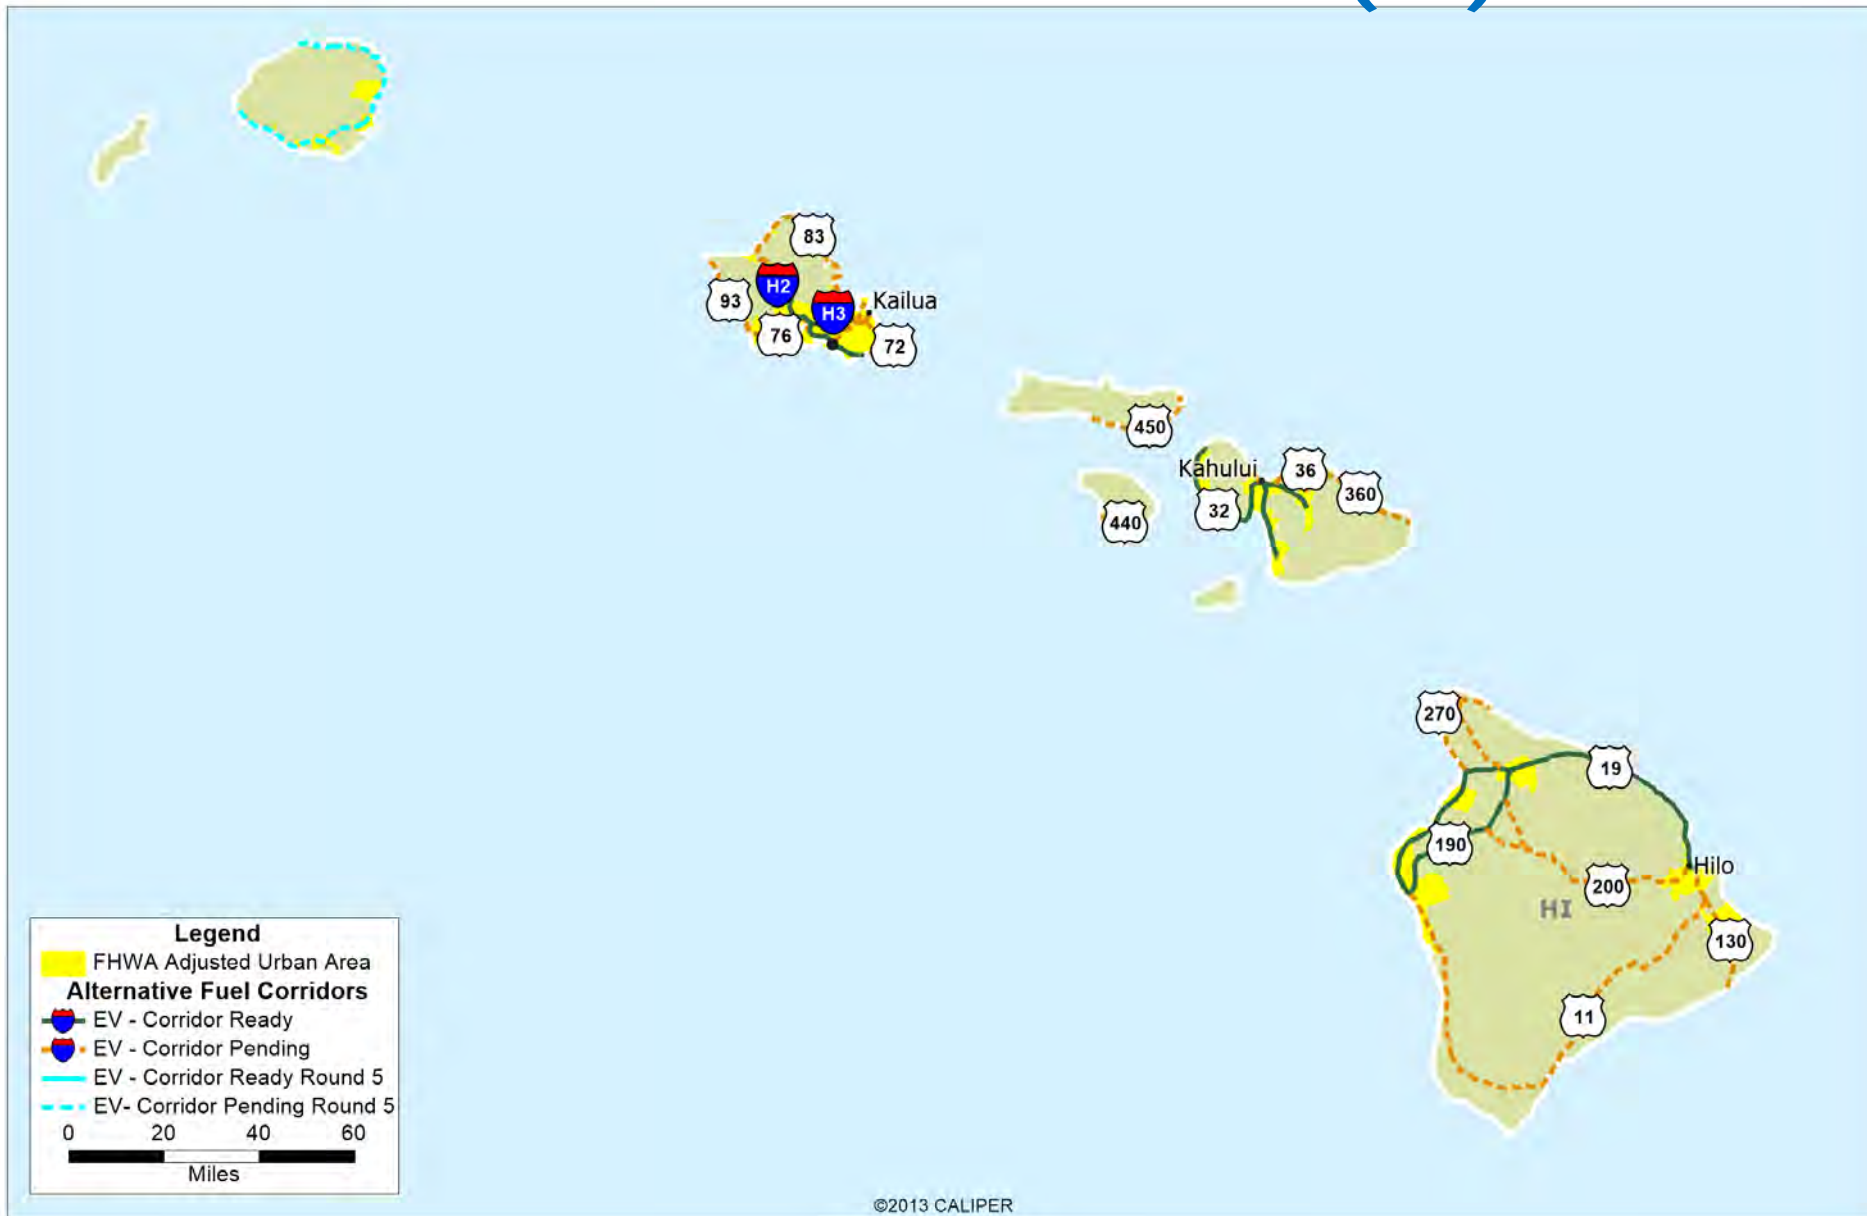 83
H2
H3
Kailua
93
76
72
450
Kahului
36
360
32
440
270
19
190
Hilo
200
HI
130
11
Legend
FHWA Adjusted Urban Area
Alternative Fuel Corridors
EV - Corridor Ready
EV - Corridor Pending
EV - Corridor Ready Round 5
EV- Corridor Pending Round 5
0 20 40 60
Miles
©2013 CALIPER